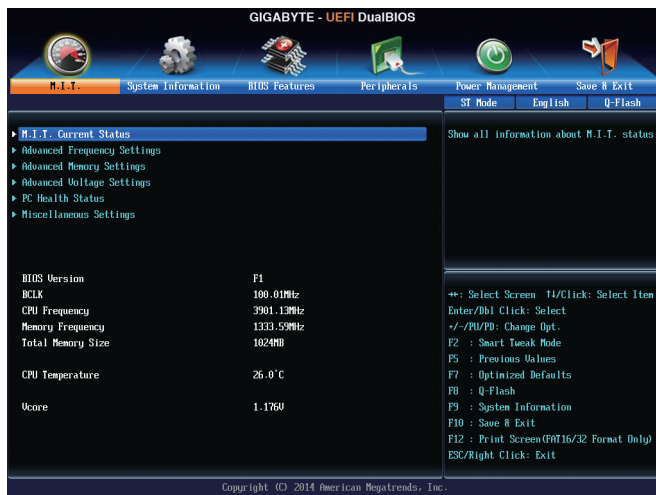 GIGABYTE - UEFI DualBIOS
M.I.T. System Information BIOS Features Peripherals Power Management Save & Exit
ST Mode English Q-Flash
M.I.T. Current Status
Advanced Frequency Settings
Advanced Memory Settings
Advanced Voltage Settings
PC Health Status
Miscellaneous Settings
Show all information about M.I.T. status
BIOS Version F1
BCLK 100.01MHz
CPU Frequency 3901.13MHz
Memory Frequency 1333.59MHz
Total Memory Size 1024MB
CPU Temperature 26.0°C
Vcore 1.176V
→←: Select Screen ↑↓/Click: Select Item
Enter/Dbl Click: Select
+/-/PU/PD: Change Opt.
F2 : Smart Tweak Mode
F5 : Previous Values
F7 : Optimized Defaults
F8 : Q-Flash
F9 : System Information
F10 : Save & Exit
F12 : Print Screen(FAT16/32 Format Only)
ESC/Right Click: Exit
Copyright (C) 2014 American Megatrends, Inc.